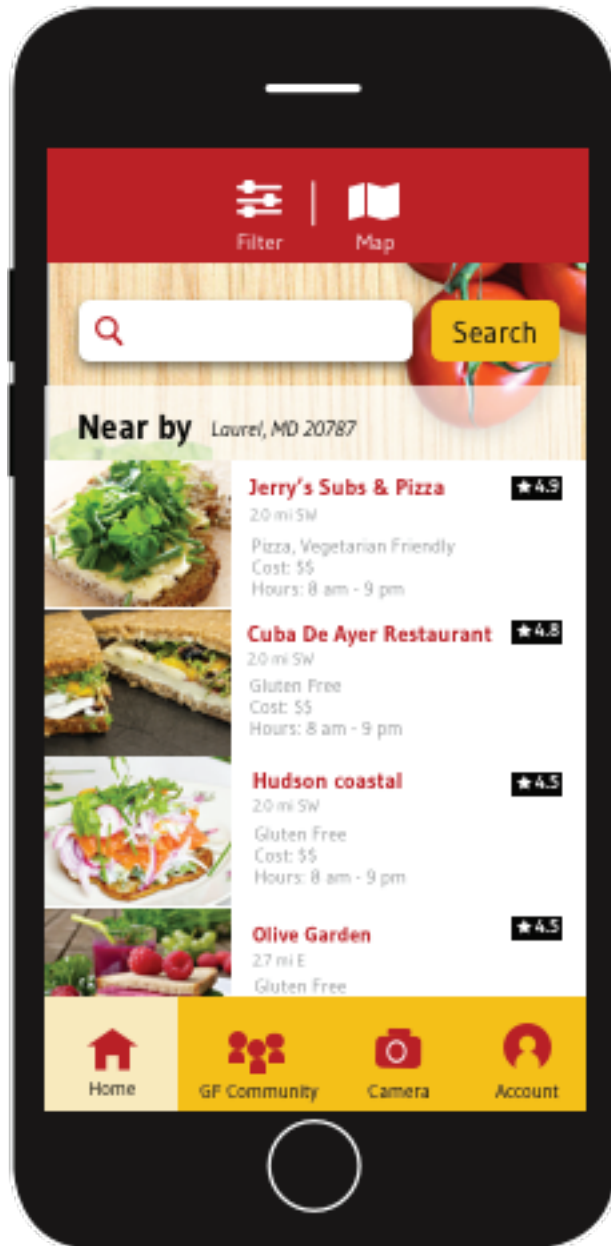 Filter
Map
Search
Near by Laurel, MD 20787
Jerry's Subs & Pizza
★4.9
2.0 mi SW
Pizza, Vegetarian Friendly
Cost: $$
Hours: 8 am - 9 pm
Cuba De Ayer Restaurant
★4.8
2.0 mi SW
Gluten Free
Cost: $$
Hours: 8 am - 9 pm
Hudson coastal
★4.5
2.0 mi SW
Gluten Free
Cost: $$
Hours: 8 am - 9 pm
Olive Garden
★4.5
2.7 mi E
Gluten Free
Home
GF Community
Camera
Account